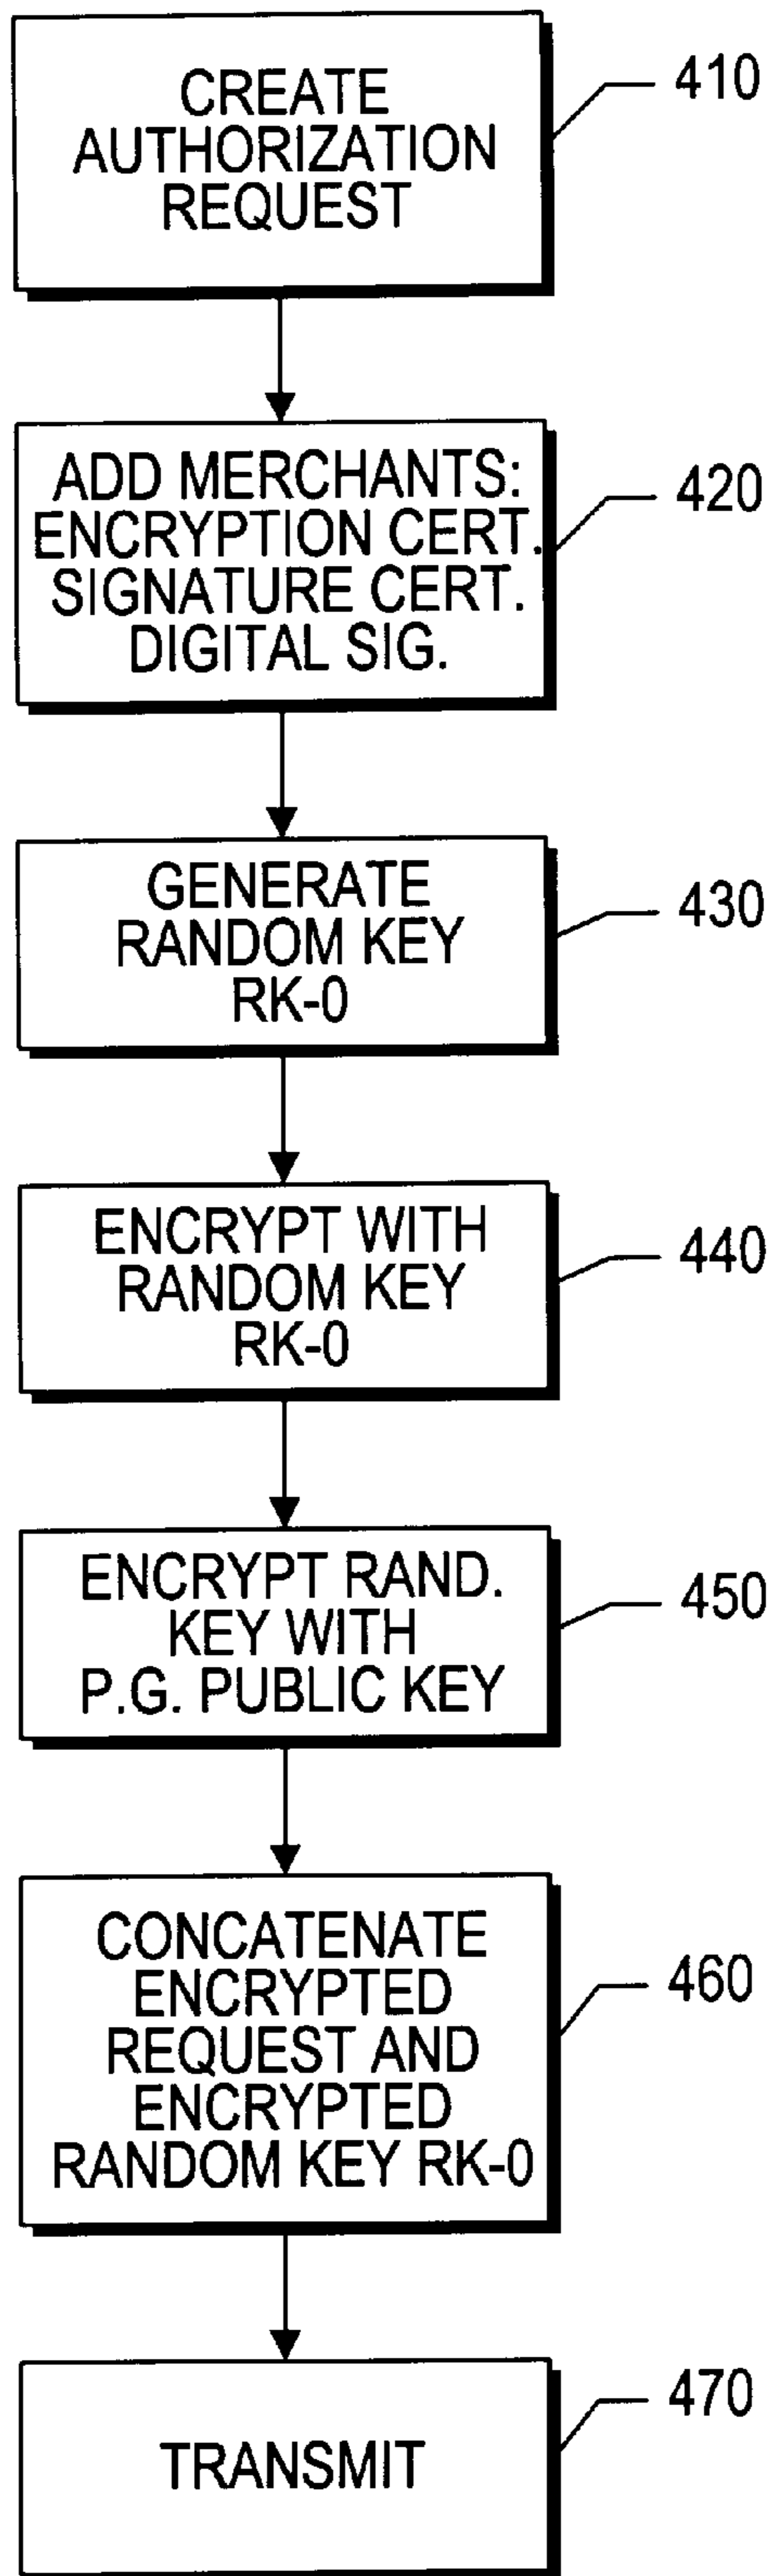 CREATE
AUTHORIZATION
REQUEST
410
ADD MERCHANTS:
ENCRYPTION CERT.
SIGNATURE CERT.
DIGITAL SIG.
420
GENERATE
RANDOM KEY
RK-0
430
ENCRYPT WITH
RANDOM KEY
RK-0
440
ENCRYPT RAND.
KEY WITH
P.G. PUBLIC KEY
450
CONCATENATE
ENCRYPTED
REQUEST AND
ENCRYPTED
RANDOM KEY RK-0
460
TRANSMIT
470